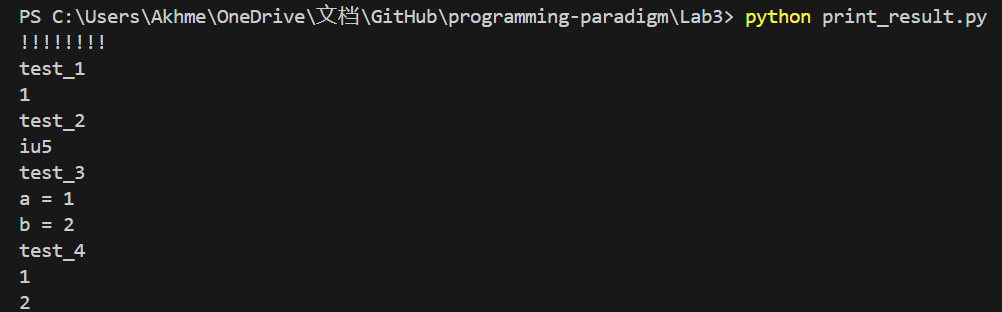 PS C:\Users\Akhme\OneDrive\文档\GitHub\programming-paradigm\Lab3> python print_result.py
!!!!!!!!
test_1
1
test_2
iu5
test_3
a = 1
b = 2
test_4
1
2